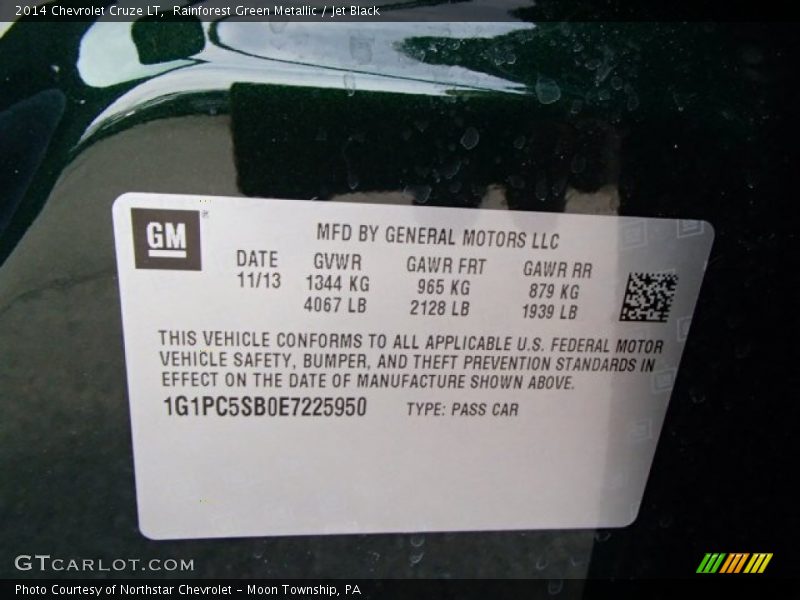 2014 Chevrolet Cruze LT, Rainforest Green Metallic / Jet Black
GM
MFD BY GENERAL MOTORS LLC
DATE GVWR GAWR FRT GAWR RR
11/13 1344 KG 965 KG 879 KG
4067 LB 2128 LB 1939 LB
THIS VEHICLE CONFORMS TO ALL APPLICABLE U.S. FEDERAL MOTOR
VEHICLE SAFETY, BUMPER, AND THEFT PREVENTION STANDARDS IN
EFFECT ON THE DATE OF MANUFACTURE SHOWN ABOVE.
1G1PC5SB0E7225950 TYPE: PASS CAR
GTCARLOT.COM
Photo Courtesy of Northstar Chevrolet – Moon Township, PA